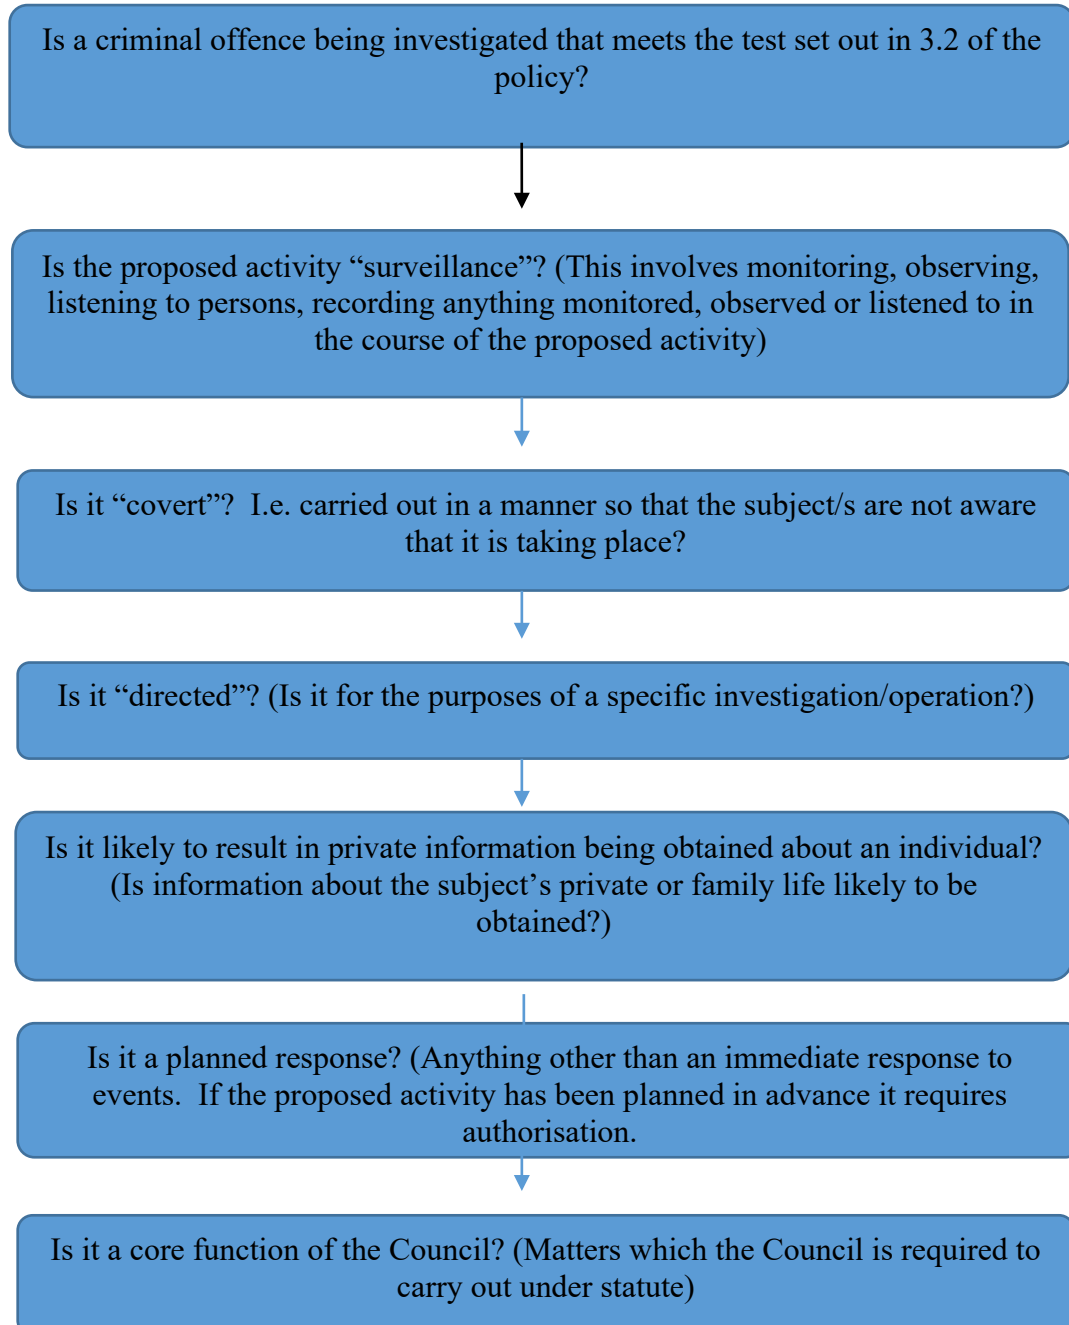 Is a criminal offence being investigated that meets the test set out in 3.2 of the
policy?
Is the proposed activity “surveillance”? (This involves monitoring, observing,
listening to persons, recording anything monitored, observed or listened to in
the course of the proposed activity)
Is it “covert”?  I.e. carried out in a manner so that the subject/s are not aware
that it is taking place?
Is it “directed”? (Is it for the purposes of a specific investigation/operation?)
Is it likely to result in private information being obtained about an individual?
(Is information about the subject’s private or family life likely to be
obtained?)
Is it a planned response? (Anything other than an immediate response to
events.  If the proposed activity has been planned in advance it requires
authorisation.
Is it a core function of the Council? (Matters which the Council is required to
carry out under statute)